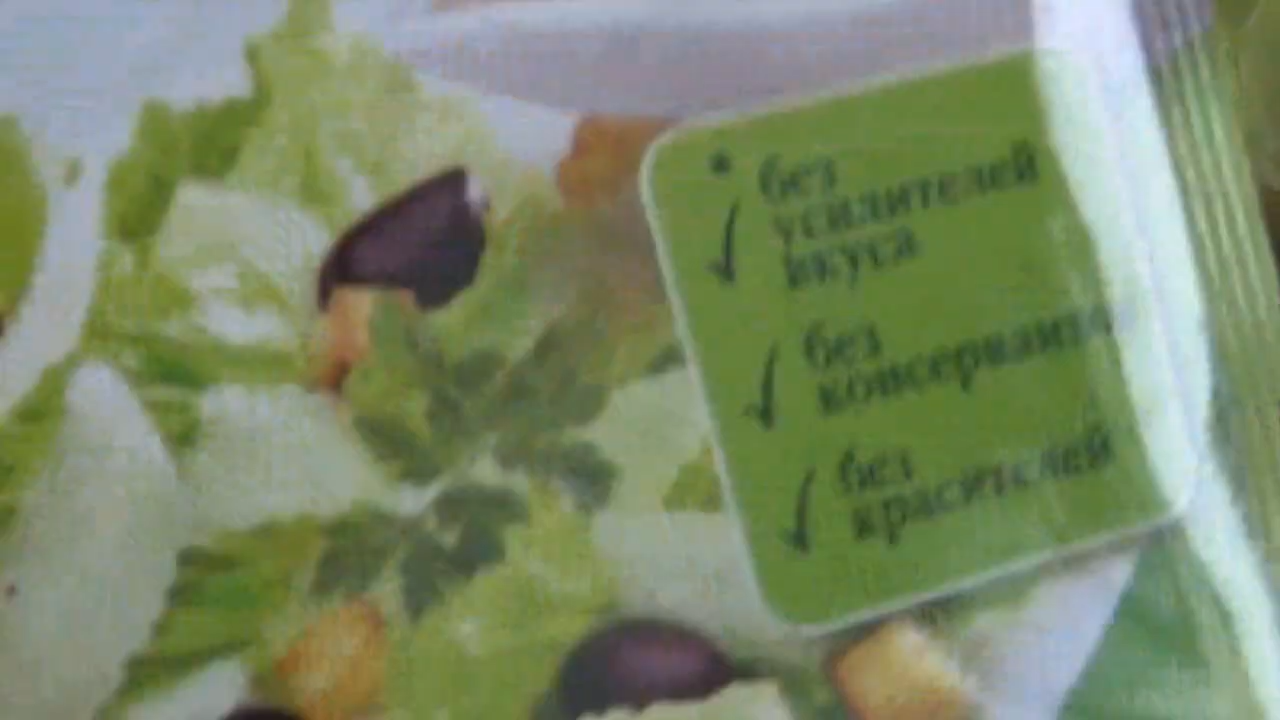 без
усилителей
вкуса
без
консерванто
без
красителей